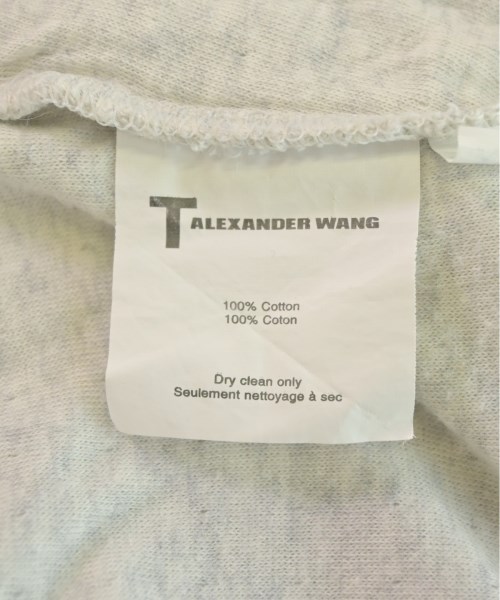 T ALEXANDER WANG
100% Cotton
100% Coton
Dry clean only
Seulement nettoyage à sec